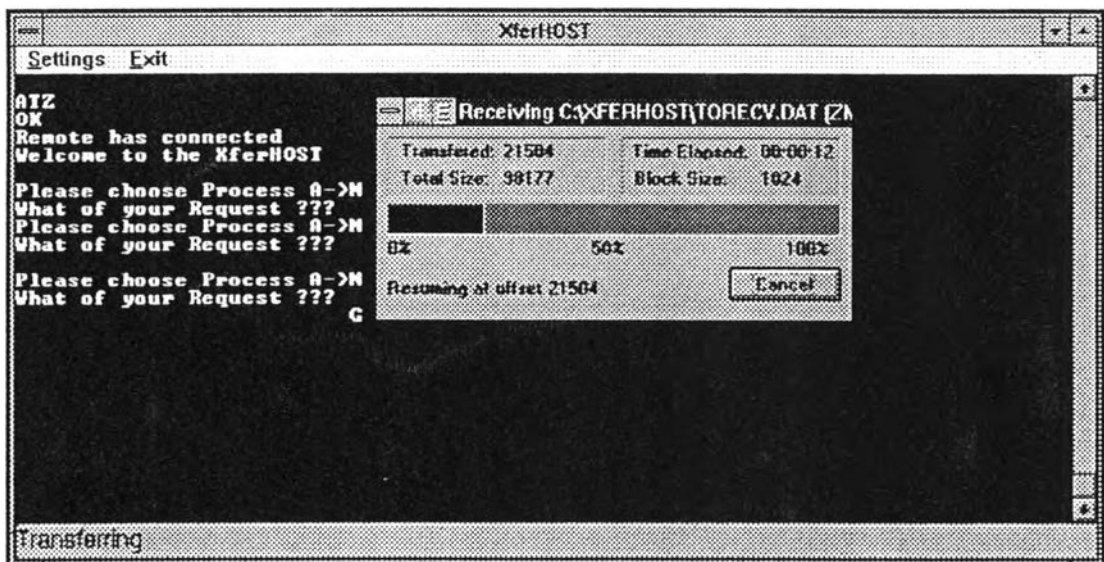 XferHOST
Settings Exit
ATZ
OK
Remote has connected
Welcome to the XferHOST
Please choose Process A->M
What of your Request ???
Please choose Process A->M
What of your Request ???
Please choose Process A->M
What of your Request ???
G
Receiving C:\XFERHOST\TORECV.DAT (ZM
Transfered: 21504
Time Elapsed: 00:00:12
Total Size: 98177
Block Size: 1024
0% 50% 100%
Resuming at offset 21504
Cancel
Transferring